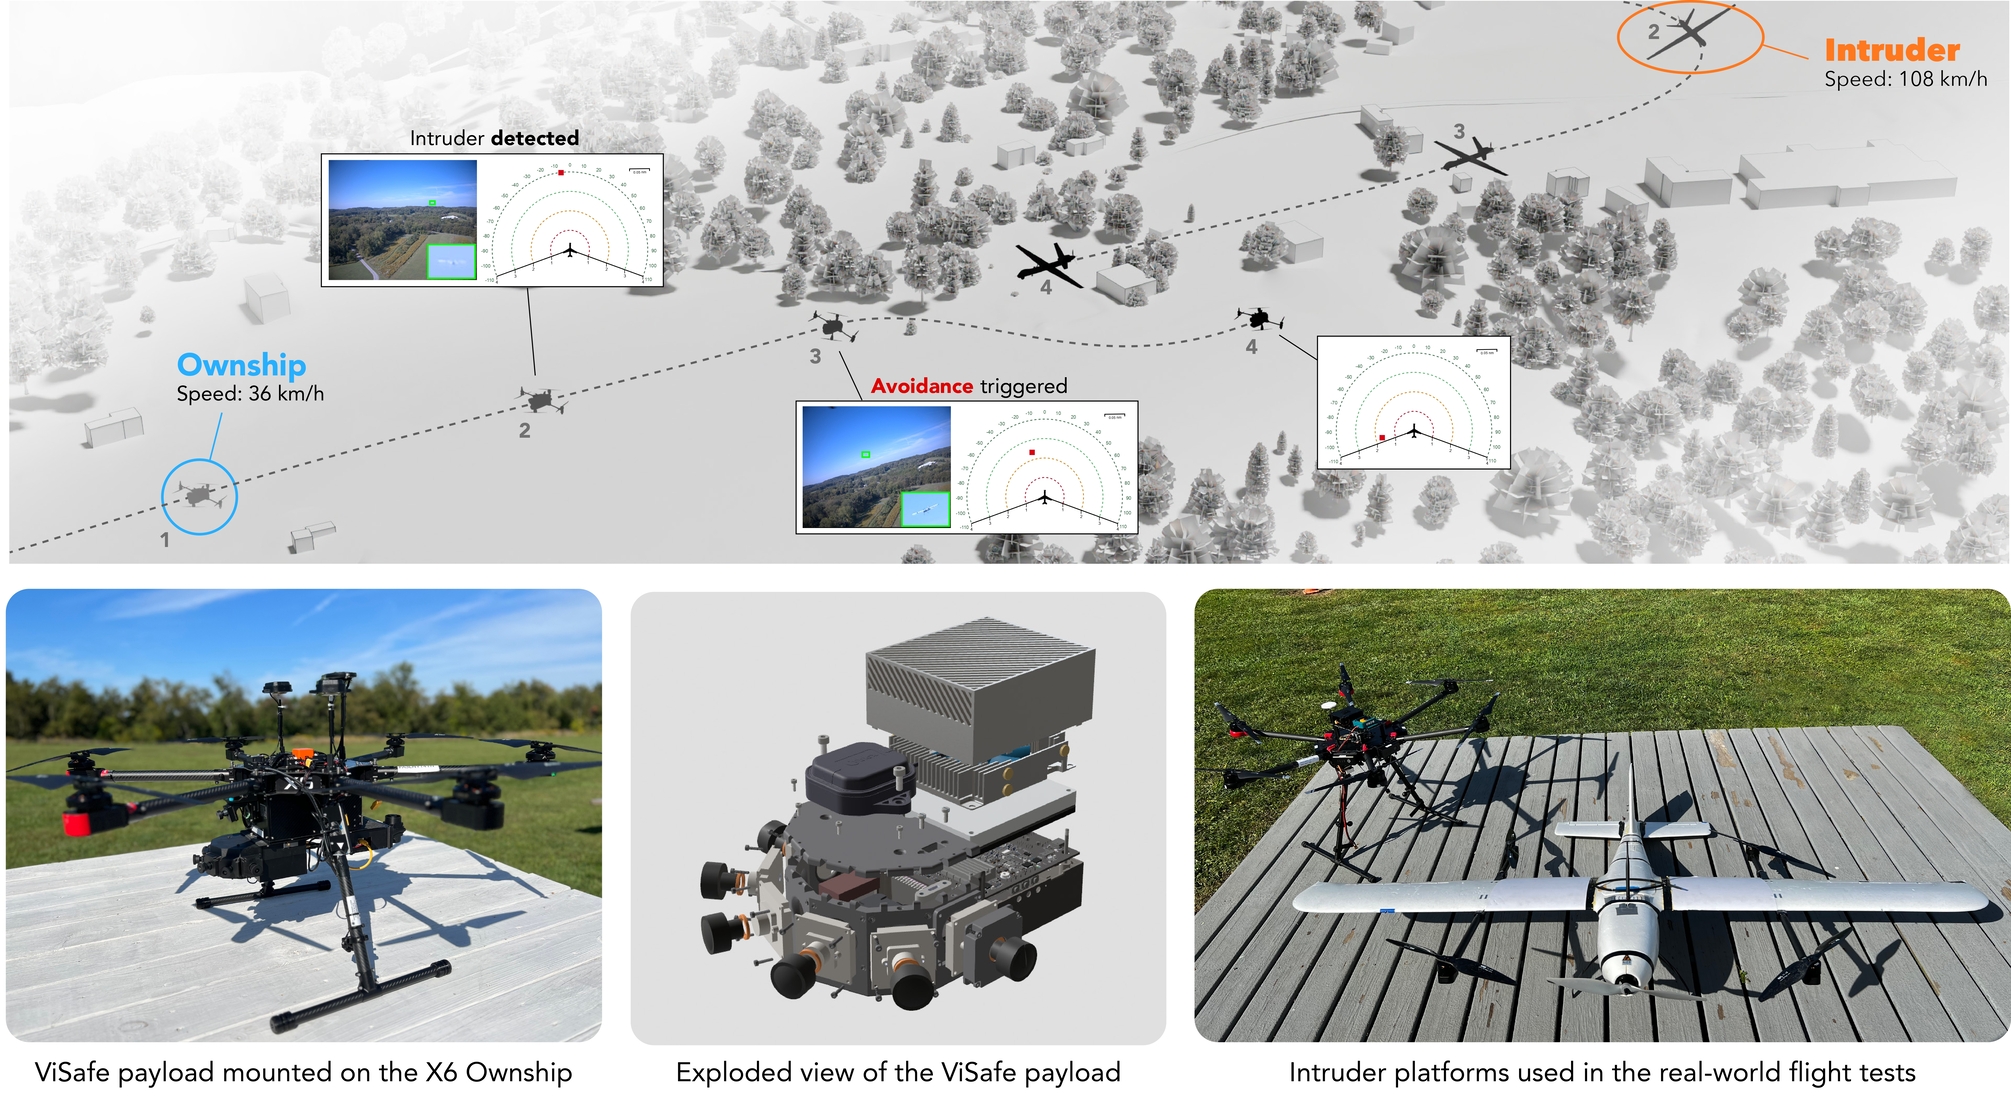 2
Intruder
Speed: 108 km/h
3
Intruder detected
4
Ownship
Speed: 36 km/h
1
2
3
4
Avoidance triggered
X6
ViSafe payload mounted on the X6 Ownship
Exploded view of the ViSafe payload
Intruder platforms used in the real-world flight tests